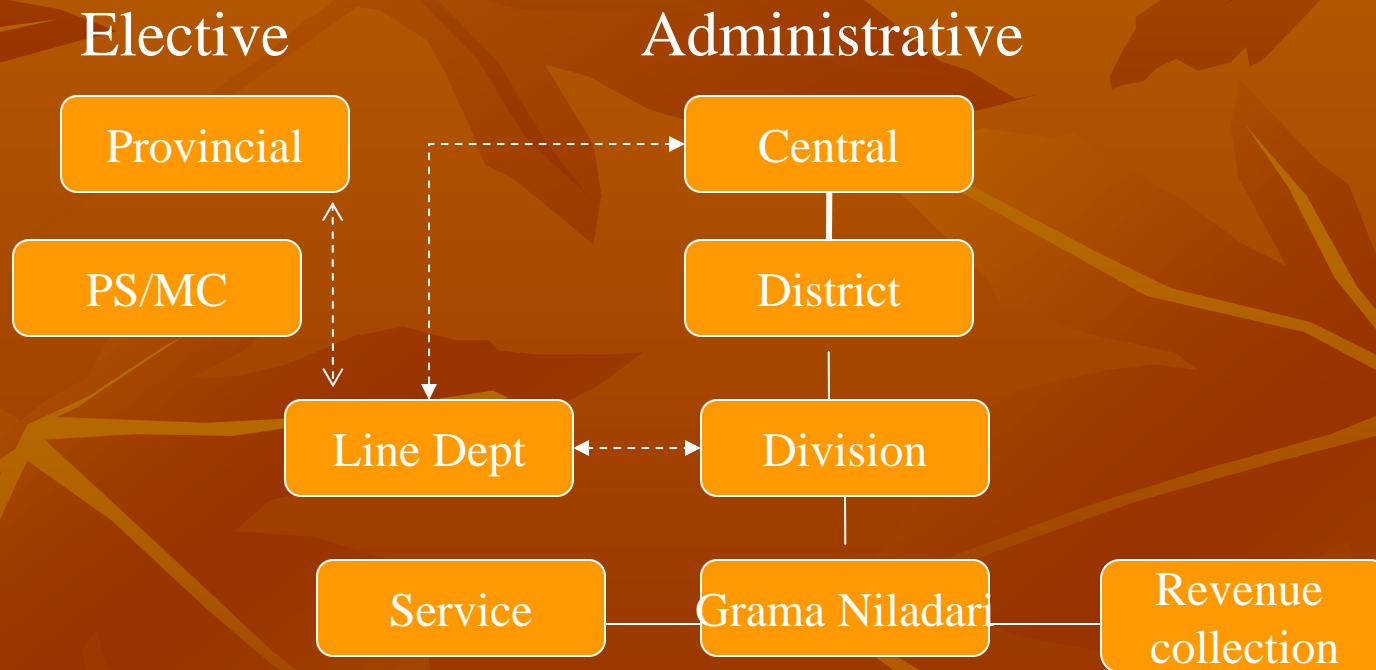 Elective
Administrative
Provincial
Central
PS/MC
District
Line Dept
Division
Service
Grama Niladari
Revenue
collection